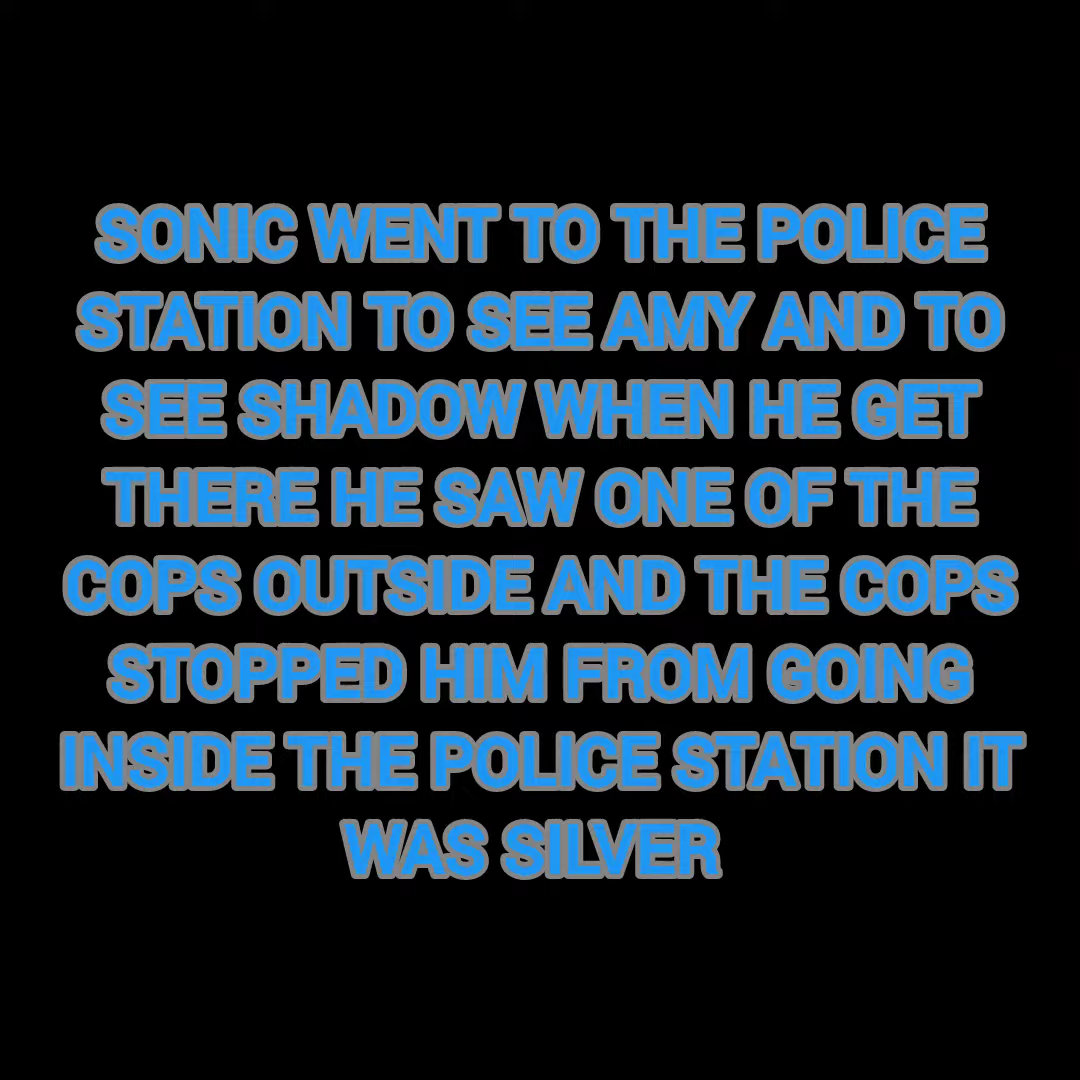 SONIC WENT TO THE POLICE
STATION TO SEE AMY AND TO
SEE SHADOW WHEN HE GET
THERE HE SAW ONE OF THE
COPS OUTSIDE AND THE COPS
STOPPED HIM FROM GOING
INSIDE THE POLICE STATION IT
WAS SILVER